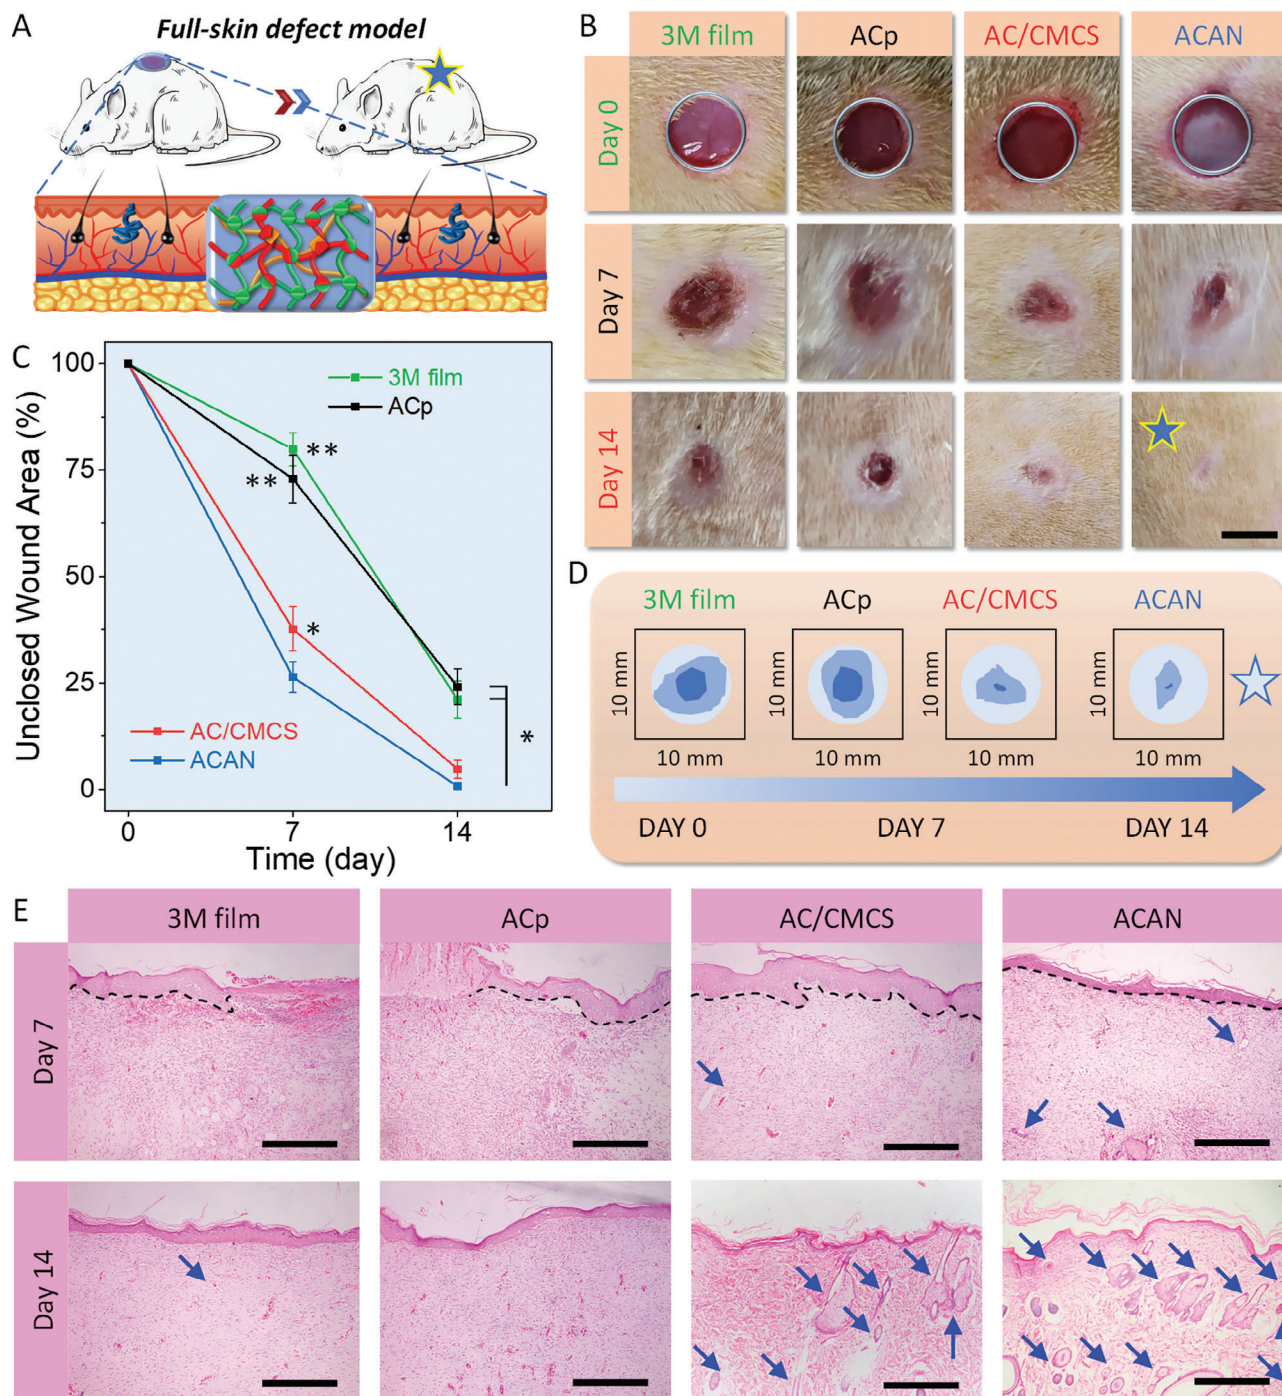 A
Full-skin defect model
B
3M film
ACp
AC/CMCS
ACAN
Day 0
Day 7
Day 14
C
Unclosed Wound Area (%)
100
75
50
25
0
3M film
ACp
**
**
*
*
AC/CMCS
ACAN
0
7
14
Time (day)
D
3M film
ACp
AC/CMCS
ACAN
10 mm
10 mm
10 mm
10 mm
10 mm
10 mm
10 mm
10 mm
DAY 0
DAY 7
DAY 14
E
3M film
ACp
AC/CMCS
ACAN
Day 7
Day 14